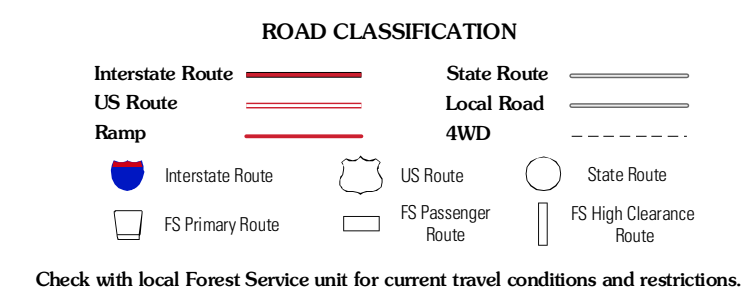 ROAD CLASSIFICATION
Interstate Route
State Route
US Route
Local Road
Ramp
4WD
Interstate Route
US Route
State Route
FS Primary Route
FS Passenger
Route
FS High Clearance
Route
Check with local Forest Service unit for current travel conditions and restrictions.